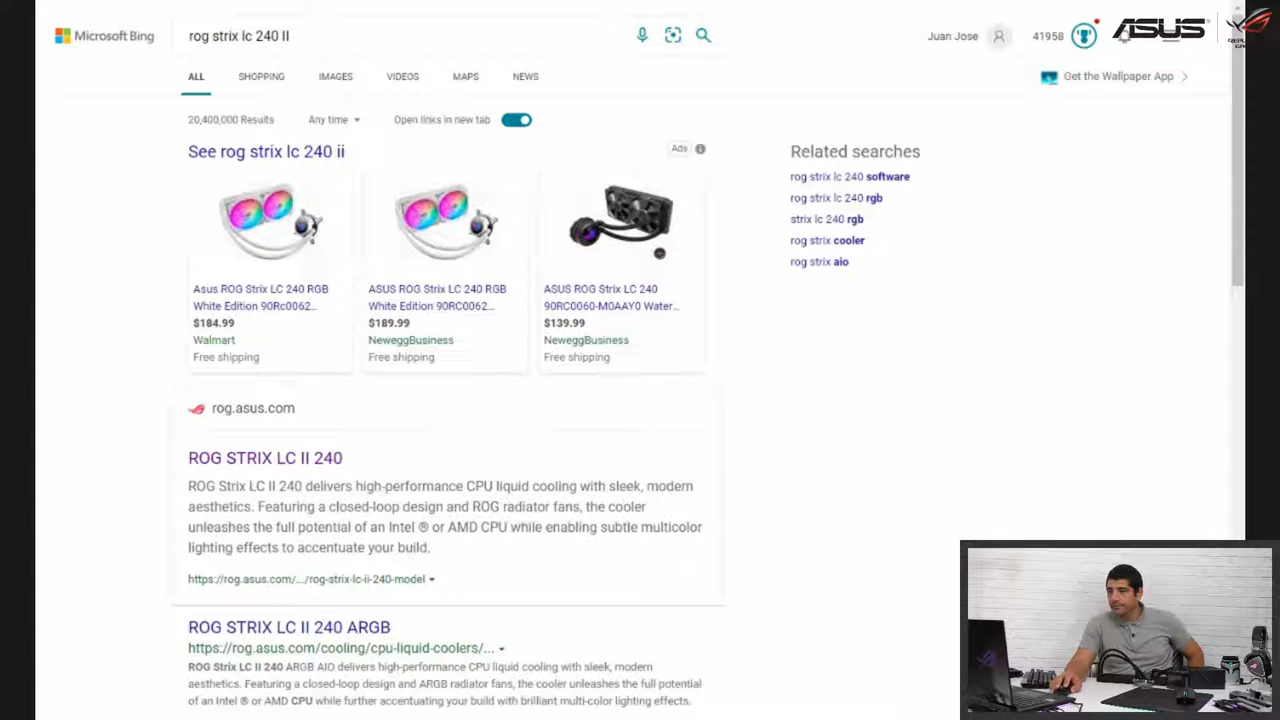 Microsoft Bing
rog strix lc 240 II
Juan Jose
41958
ASUS
ALL
SHOPPING
IMAGES
VIDEOS
MAPS
NEWS
Get the Wallpaper App
20,400,000 Results
Any time
Open links in new tab
See rog strix lc 240 ii
Ads
Asus ROG Strix LC 240 RGB
White Edition 90Rc0062...
$184.99
Walmart
Free shipping
ASUS ROG Strix LC 240 RGB
White Edition 90RC0062...
$189.99
NeweggBusiness
Free shipping
ASUS ROG Strix LC 240
90RC0060-M0AAY0 Water...
$139.99
NeweggBusiness
Free shipping
Related searches
rog strix lc 240 software
rog strix lc 240 rgb
strix lc 240 rgb
rog strix cooler
rog strix aio
rog.asus.com
ROG STRIX LC II 240
ROG Strix LC II 240 delivers high-performance CPU liquid cooling with sleek, modern
aesthetics. Featuring a closed-loop design and ROG radiator fans, the cooler
unleashes the full potential of an Intel ® or AMD CPU while enabling subtle multicolor
lighting effects to accentuate your build.
https://rog.asus.com/.../rog-strix-lc-ii-240-model
ROG STRIX LC II 240 ARGB
https://rog.asus.com/cooling/cpu-liquid-coolers/...
ROG Strix LC II 240 ARGB AIO delivers high-performance CPU liquid cooling with sleek, modern
aesthetics. Featuring a closed-loop design and ARGB radiator fans, the cooler unleashes the full potential
of an Intel ® or AMD CPU while further accentuating your build with brilliant multi-color lighting effects.